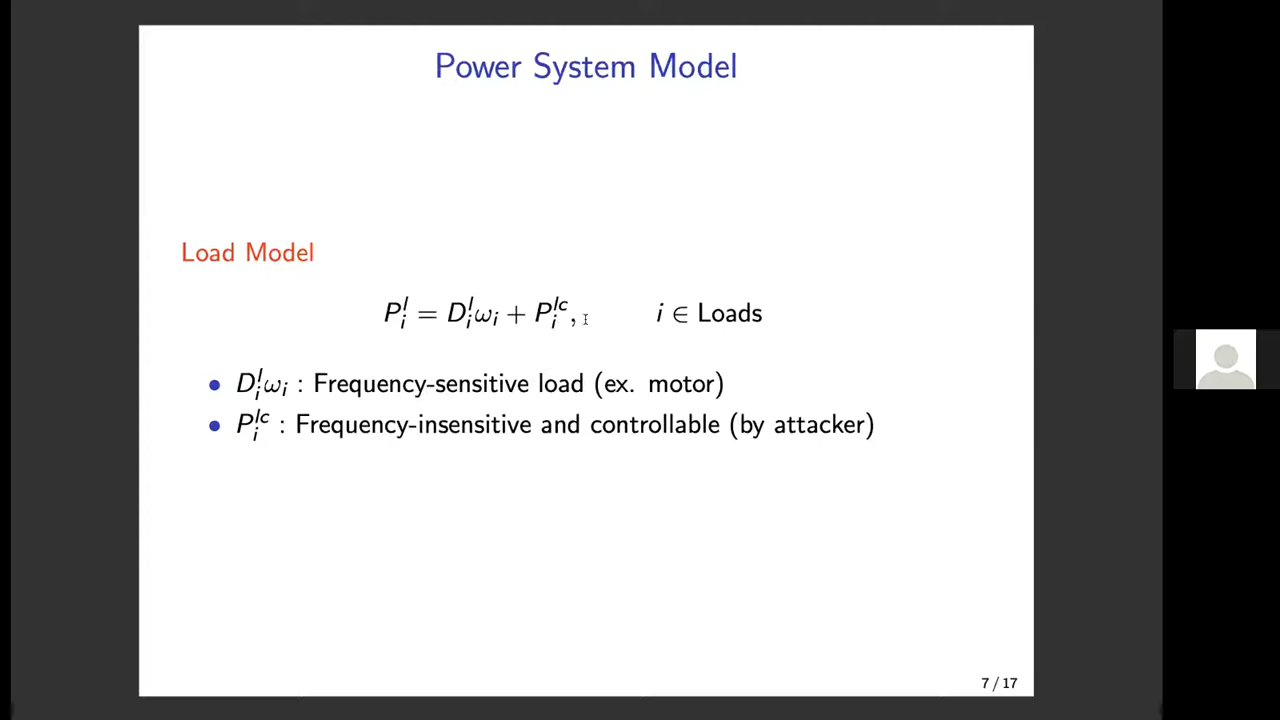 Power System Model
Load Model
P_i^l = D_i^l ω_i + P_i^{lc}, i ∈ Loads
• D_i^l ω_i : Frequency-sensitive load (ex. motor)
• P_i^{lc} : Frequency-insensitive and controllable (by attacker)
7 / 17